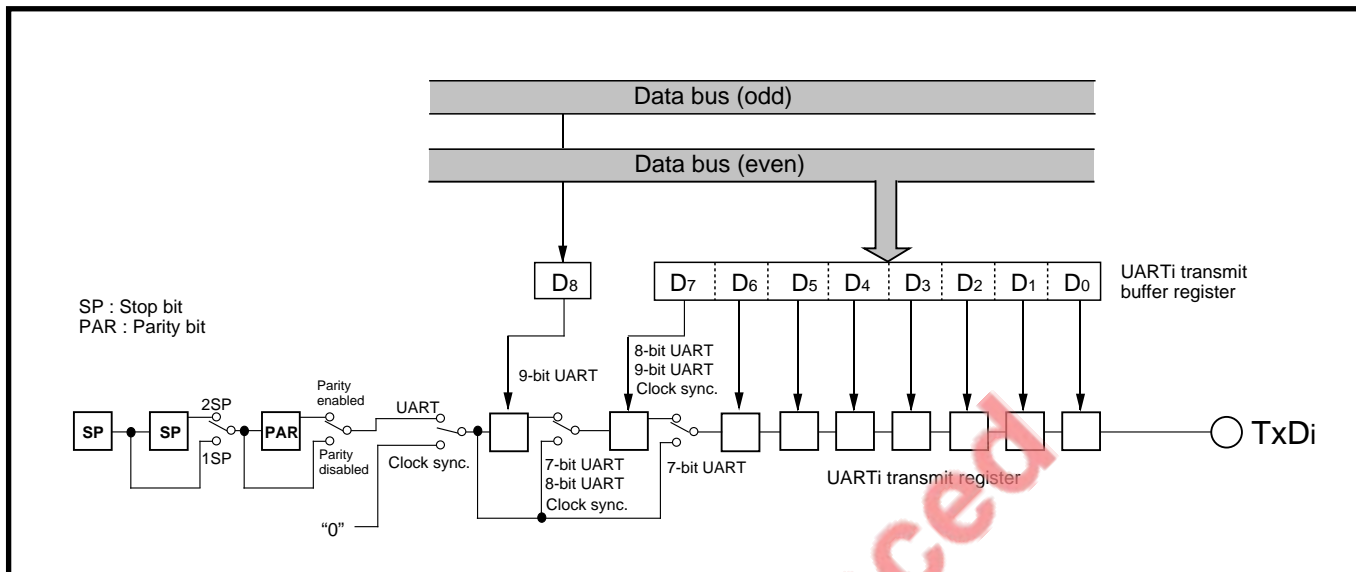 Data bus (odd)
Data bus (even)
D8
D7 D6 D5 D4 D3 D2 D1 D0
UARTi transmit
buffer register
SP : Stop bit
PAR : Parity bit
8-bit UART
9-bit UART
Clock sync.
9-bit UART
Parity
enabled
2SP
UART
SP
SP
PAR
TxDi
1SP
Parity
disabled
Clock sync.
7-bit UART
8-bit UART
Clock sync.
7-bit UART
UARTi transmit register
“0”